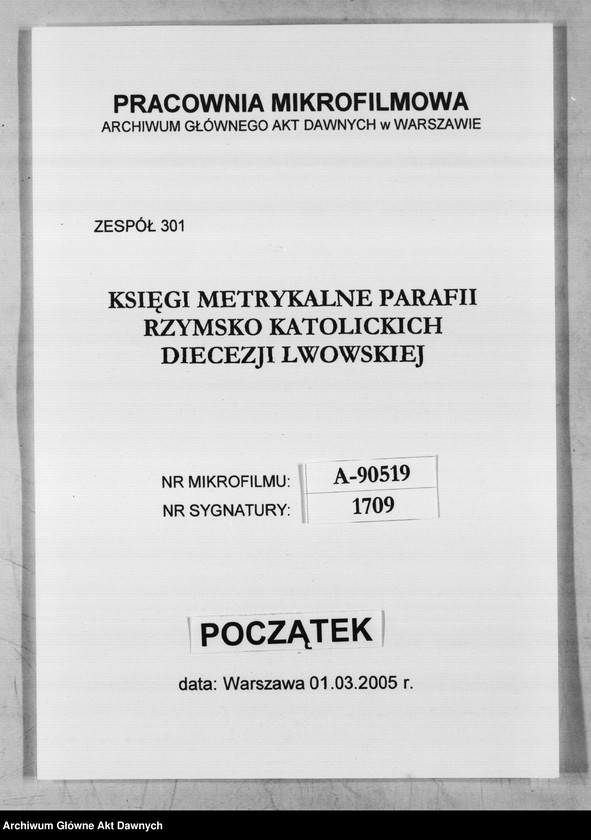 PRACOWNIA MIKROFILMOWA
ARCHIWUM GŁÓWNEGO AKT DAWNYCH w WARSZAWIE
ZESPÓŁ 301
KSIĘGI METRYKALNE PARAFII
RZYMSKO KATOLICKICH
DIECEZJI LWOWSKIEJ
NR MIKROFILMU: A-90519
NR SYGNATURY: 1709
POCZĄTEK
data: Warszawa 01.03.2005 r.
Archiwum Główne Akt Dawnych